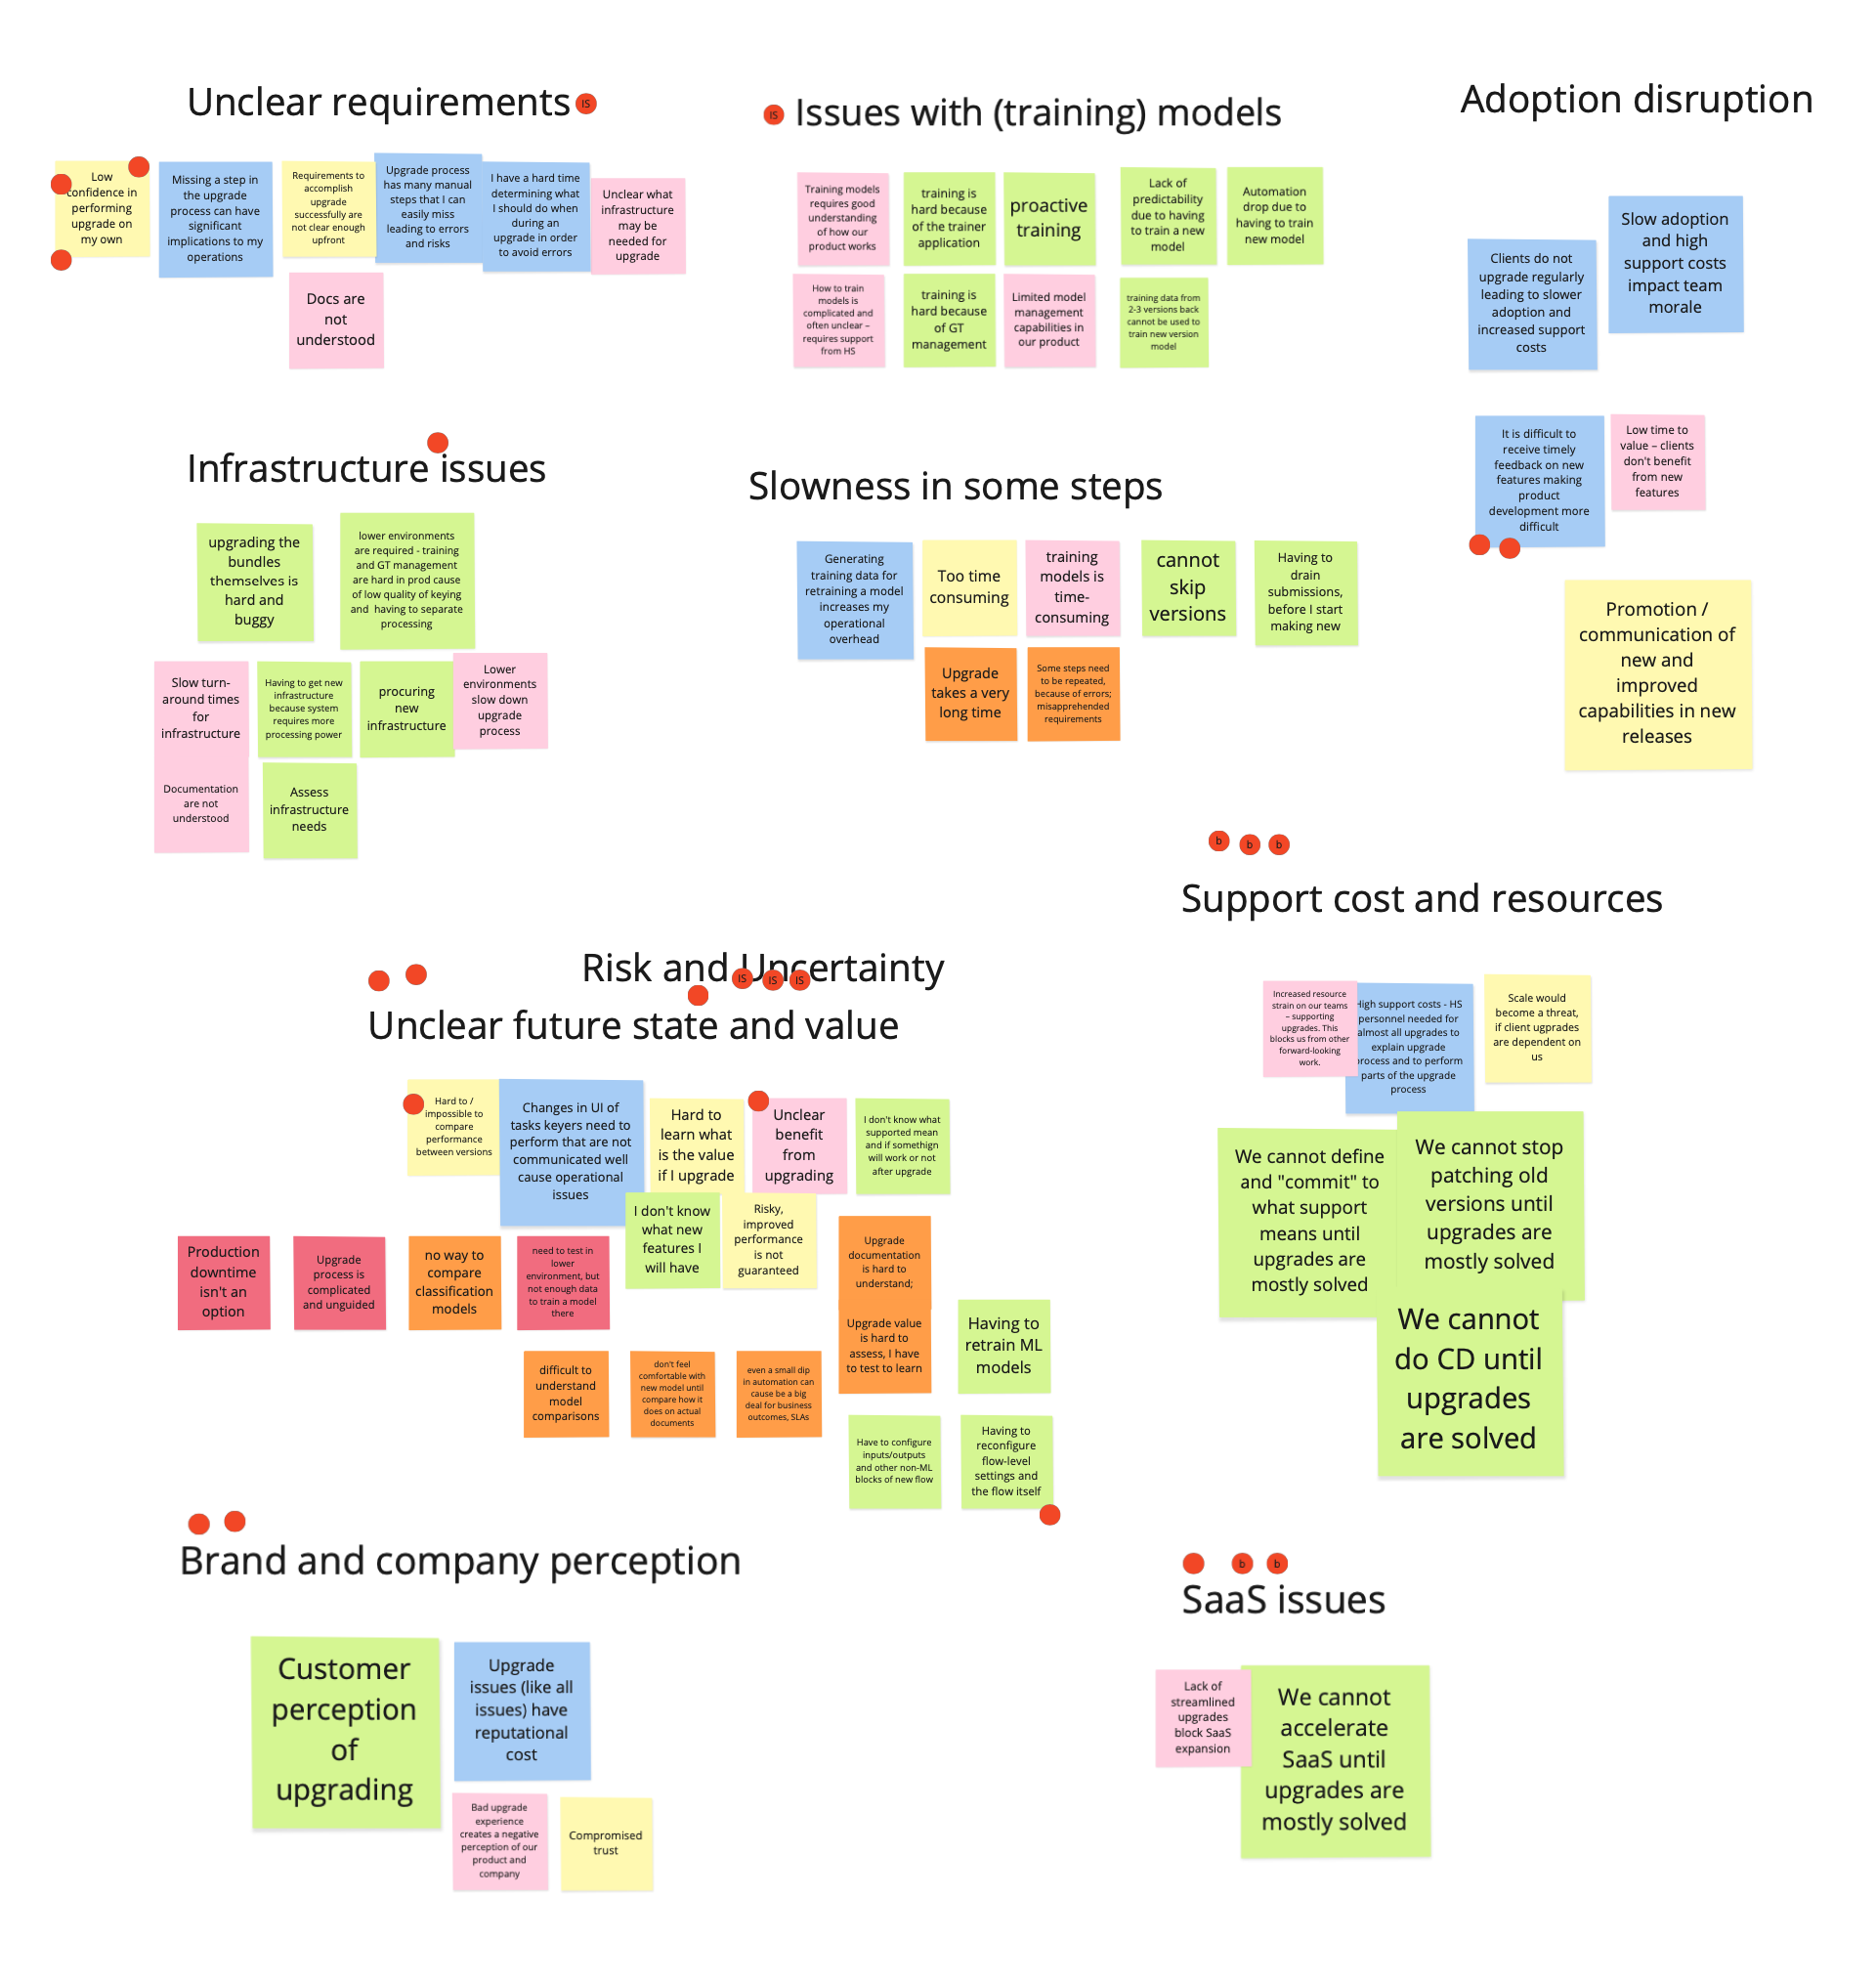 Unclear requirements
IS
Low
confidence in
performing
upgrade on
my own
Missing a step in
the upgrade
process can have
significant
implications to my
operations
Requirements to
accomplish
upgrade
successfully are
not clear enough
upfront
Upgrade process
has many manual
steps that I can
easily miss
leading to errors
and risks
I have a hard time
determining what
I should do when
during an
upgrade in order
to avoid errors
Unclear what
infrastructure
may be
needed for
upgrade
Docs are
not
understood
IS
Issues with (training) models
Training models
requires good
understanding
of how our
product works
training is
hard because
of the trainer
application
proactive
training
Lack of
predictability
due to having
to train a new
model
Automation
drop due to
having to train
new model
How to train
models is
complicated and
often unclear –
requires support
from HS
training is
hard because
of GT
management
Limited model
management
capabilities in
our product
training data from
2-3 versions back
cannot be used to
train new version
model
Adoption disruption
Clients do not
upgrade regularly
leading to slower
adoption and
increased support
costs
Slow adoption
and high
support costs
impact team
morale
It is difficult to
receive timely
feedback on new
features making
product
development more
difficult
Low time to
value – clients
don't benefit
from new
features
Promotion /
communication of
new and
improved
capabilities in new
releases
Infrastructure issues
upgrading the
bundles
themselves is
hard and
buggy
lower environments
are required - training
and GT management
are hard in prod cause
of low quality of keying
and having to separate
processing
Slow turn-
around times
for
infrastructure
Having to get new
infrastructure
because system
requires more
processing power
procuring
new
infrastructure
Lower
environments
slow down
upgrade
process
Documentation
are not
understood
Assess
infrastructure
needs
Slowness in some steps
Generating
training data for
retraining a model
increases my
operational
overhead
Too time
consuming
training
models is
time-
consuming
cannot
skip
versions
Having to
drain
submissions,
before I start
making new
Upgrade
takes a very
long time
Some steps need
to be repeated,
because of errors;
misapprehended
requirements
b
b
b
Support cost and resources
Increased resource
strain on our teams
– supporting
upgrades. This
blocks us from other
forward-looking
work.
High support costs - HS
personnel needed for
almost all upgrades to
explain upgrade
process and to perform
parts of the upgrade
process
Scale would
become a threat,
if client ugprades
are dependent on
us
We cannot define
and "commit" to
what support
means until
upgrades are
mostly solved
We cannot stop
patching old
versions until
upgrades are
mostly solved
We cannot
do CD until
upgrades
are solved
Risk and Uncertainty
IS
IS
IS
Unclear future state and value
Hard to /
impossible to
compare
performance
between versions
Changes in UI of
tasks keyers need to
perform that are not
communicated well
cause operational
issues
Hard to
learn what
is the value
if I upgrade
Unclear
benefit
from
upgrading
I don't know what
supported mean
and if somethign
will work or not
after upgrade
I don't know
what new
features I
will have
Risky,
improved
performance
is not
guaranteed
Production
downtime
isn't an
option
Upgrade
process is
complicated
and unguided
no way to
compare
classification
models
need to test in
lower
environment, but
not enough data
to train a model
there
Upgrade
documentation
is hard to
understand;
Upgrade value
is hard to
assess, I have
to test to learn
Having to
retrain ML
models
difficult to
understand
model
comparisons
don't feel
comfortable with
new model until
compare how it
does on actual
documents
even a small dip
in automation can
cause be a big
deal for business
outcomes, SLAs
Have to configure
inputs/outputs
and other non-ML
blocks of new flow
Having to
reconfigure
flow-level
settings and
the flow itself
Brand and company perception
Customer
perception
of
upgrading
Upgrade
issues (like all
issues) have
reputational
cost
Bad upgrade
experience
creates a negative
perception of our
product and
company
Compromised
trust
b
b
SaaS issues
Lack of
streamlined
upgrades
block SaaS
expansion
We cannot
accelerate
SaaS until
upgrades are
mostly solved